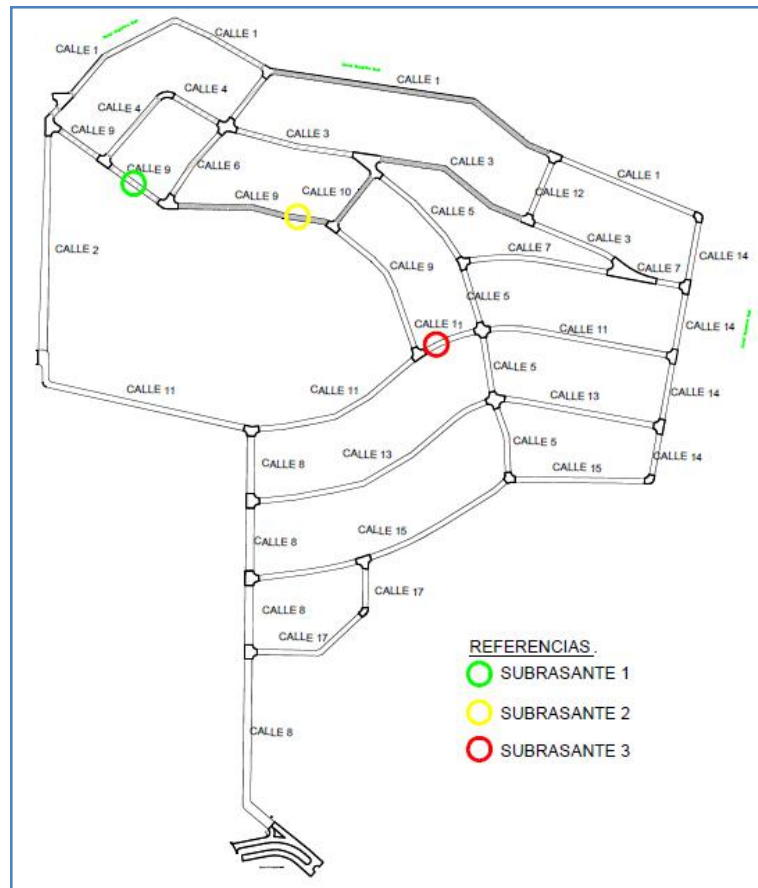 CALLE 1
CALLE 1
CALLE 1
CALLE 4
CALLE 4
CALLE 9
CALLE 3
CALLE 9
CALLE 6
CALLE 3
CALLE 1
CALLE 10
CALLE 12
CALLE 9
CALLE 5
CALLE 3
CALLE 2
CALLE 7
CALLE 7
CALLE 14
CALLE 9
CALLE 5
CALLE 11
CALLE 11
CALLE 14
CALLE 5
CALLE 11
CALLE 11
CALLE 13
CALLE 14
CALLE 5
CALLE 13
CALLE 8
CALLE 15
CALLE 14
CALLE 15
CALLE 8
CALLE 17
CALLE 8
CALLE 17
CALLE 8
REFERENCIAS.
SUBRASANTE 1
SUBRASANTE 2
SUBRASANTE 3